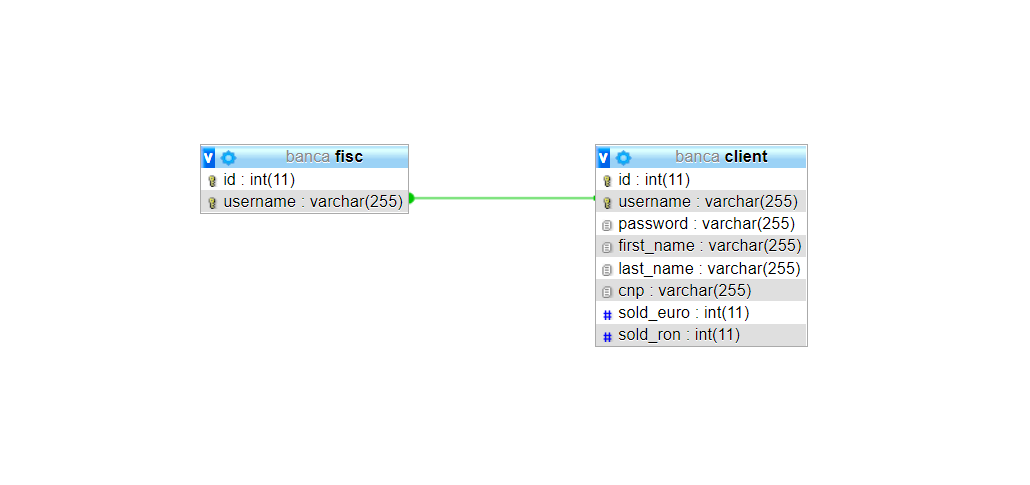 v banca fisc
id : int(11)
username : varchar(255)
v banca client
id : int(11)
username : varchar(255)
password : varchar(255)
first_name : varchar(255)
last_name : varchar(255)
cnp : varchar(255)
# sold_euro : int(11)
# sold_ron : int(11)